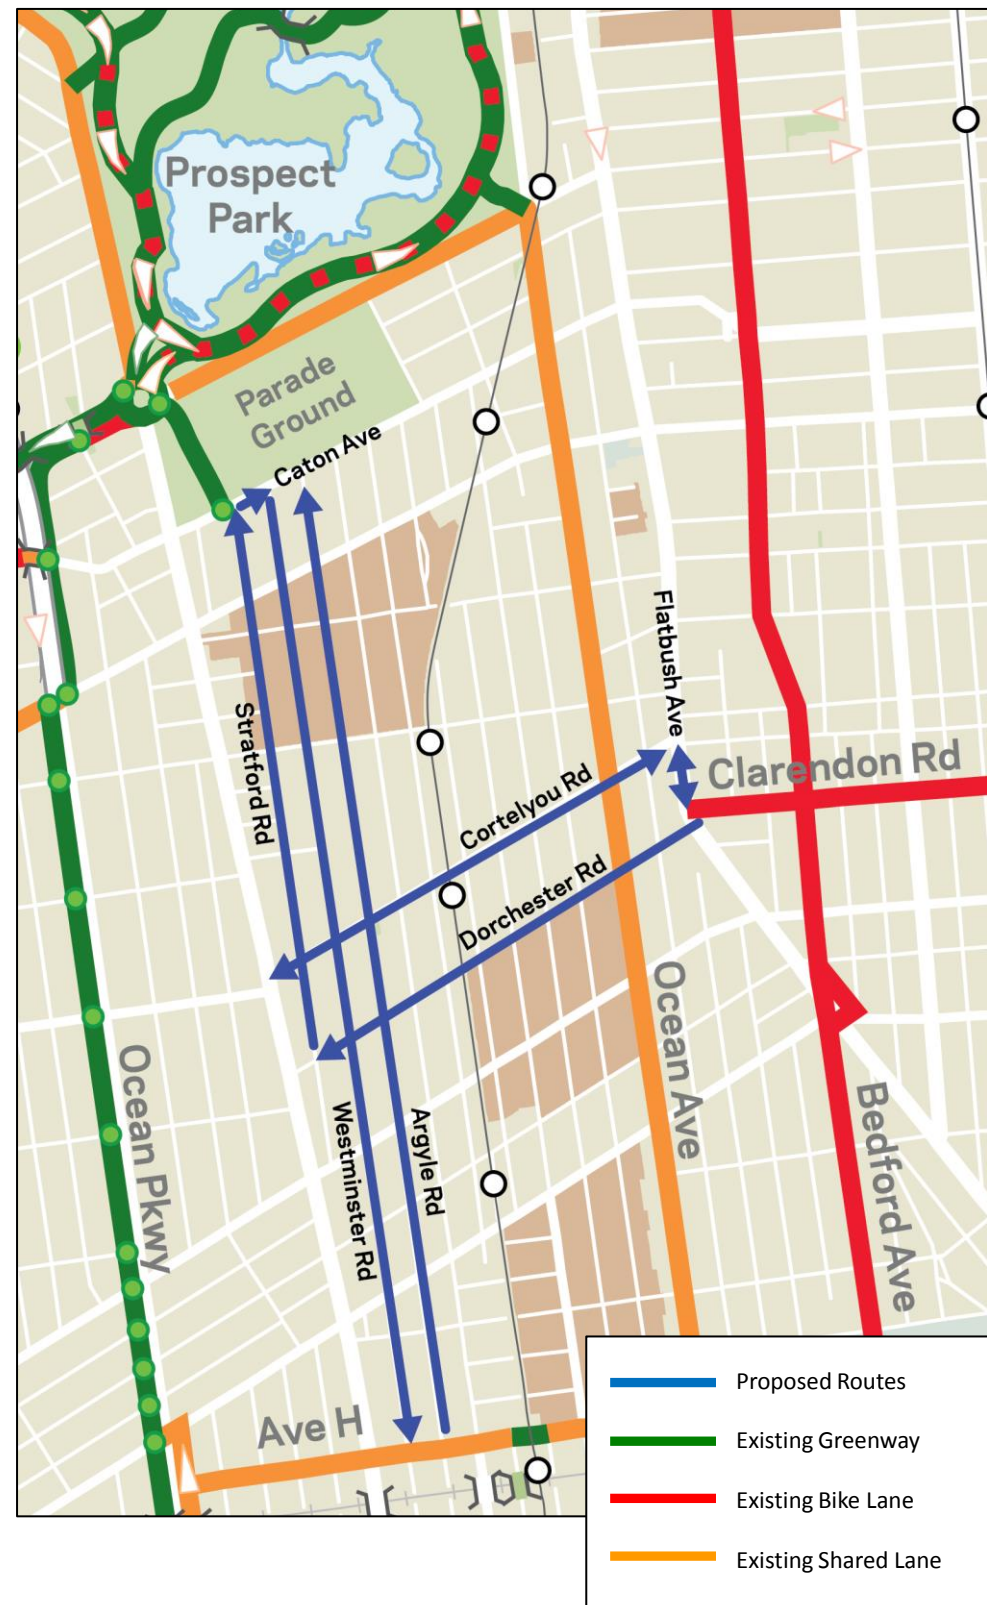 Prospect
Park
Parade
Ground
Caton Ave
Flatbush Ave
Stratford Rd
Clarendon Rd
Cortelyou Rd
Dorchester Rd
Ocean Ave
Ocean Pkwy
Bedford Ave
Westminster Rd
Argyle Rd
Ave H
Proposed Routes
Existing Greenway
Existing Bike Lane
Existing Shared Lane